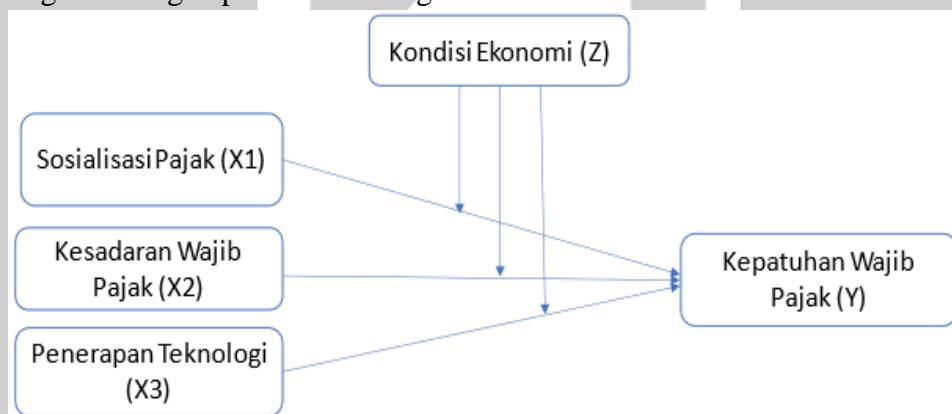 Kondisi Ekonomi (Z)
Sosialisasi Pajak (X1)
Kesadaran Wajib
Pajak (X2)
Kepatuhan Wajib
Pajak (Y)
Penerapan Teknologi
(X3)